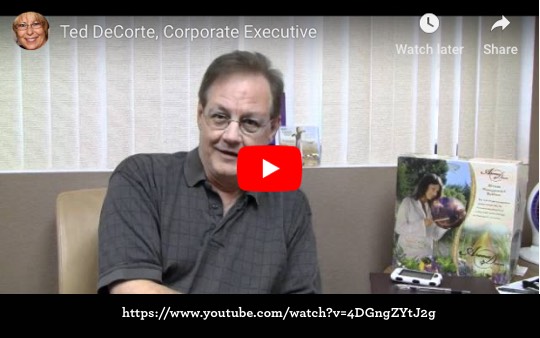 Ted DeCorte, Corporate Executive
Watch later
Share
https://www.youtube.com/watch?v=4DGngZYtJ2g